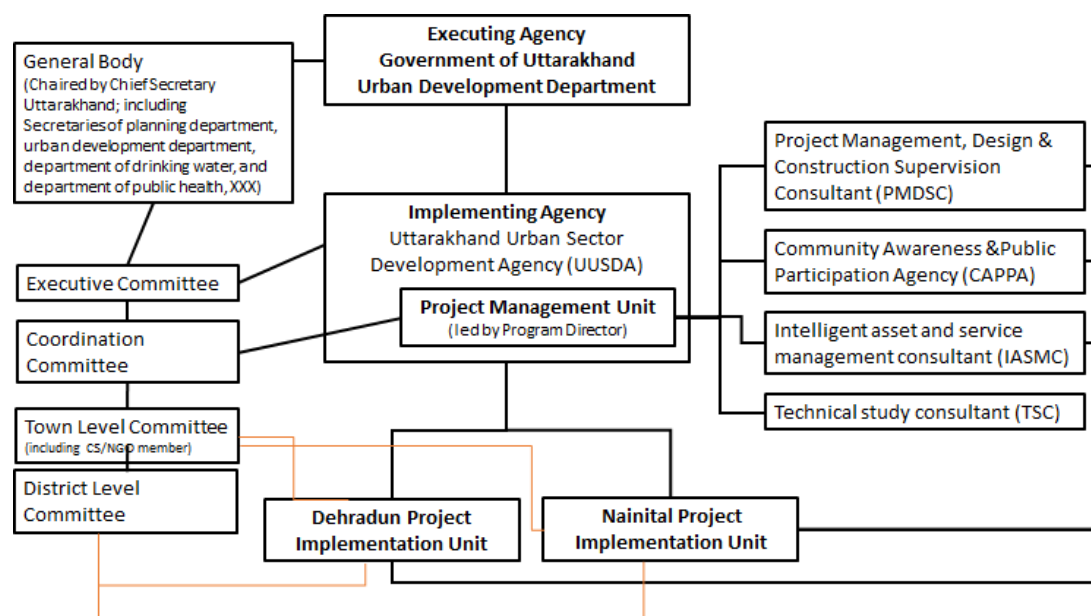 Executing Agency
Government of Uttarakhand
Urban Development Department
General Body
(Chaired by Chief Secretary
Uttarakhand; including
Secretaries of planning department,
urban development department,
department of drinking water, and
department of public health, XXX)
Implementing Agency
Uttarakhand Urban Sector
Development Agency (UUSDA)
Project Management Unit
(led by Program Director)
Executive Committee
Coordination
Committee
Town Level Committee
(including CS/NGO member)
District Level
Committee
Project Management, Design &
Construction Supervision
Consultant (PMDSC)
Community Awareness &Public
Participation Agency (CAPPA)
Intelligent asset and service
management consultant (IASMC)
Technical study consultant (TSC)
Dehradun Project
Implementation Unit
Nainital Project
Implementation Unit